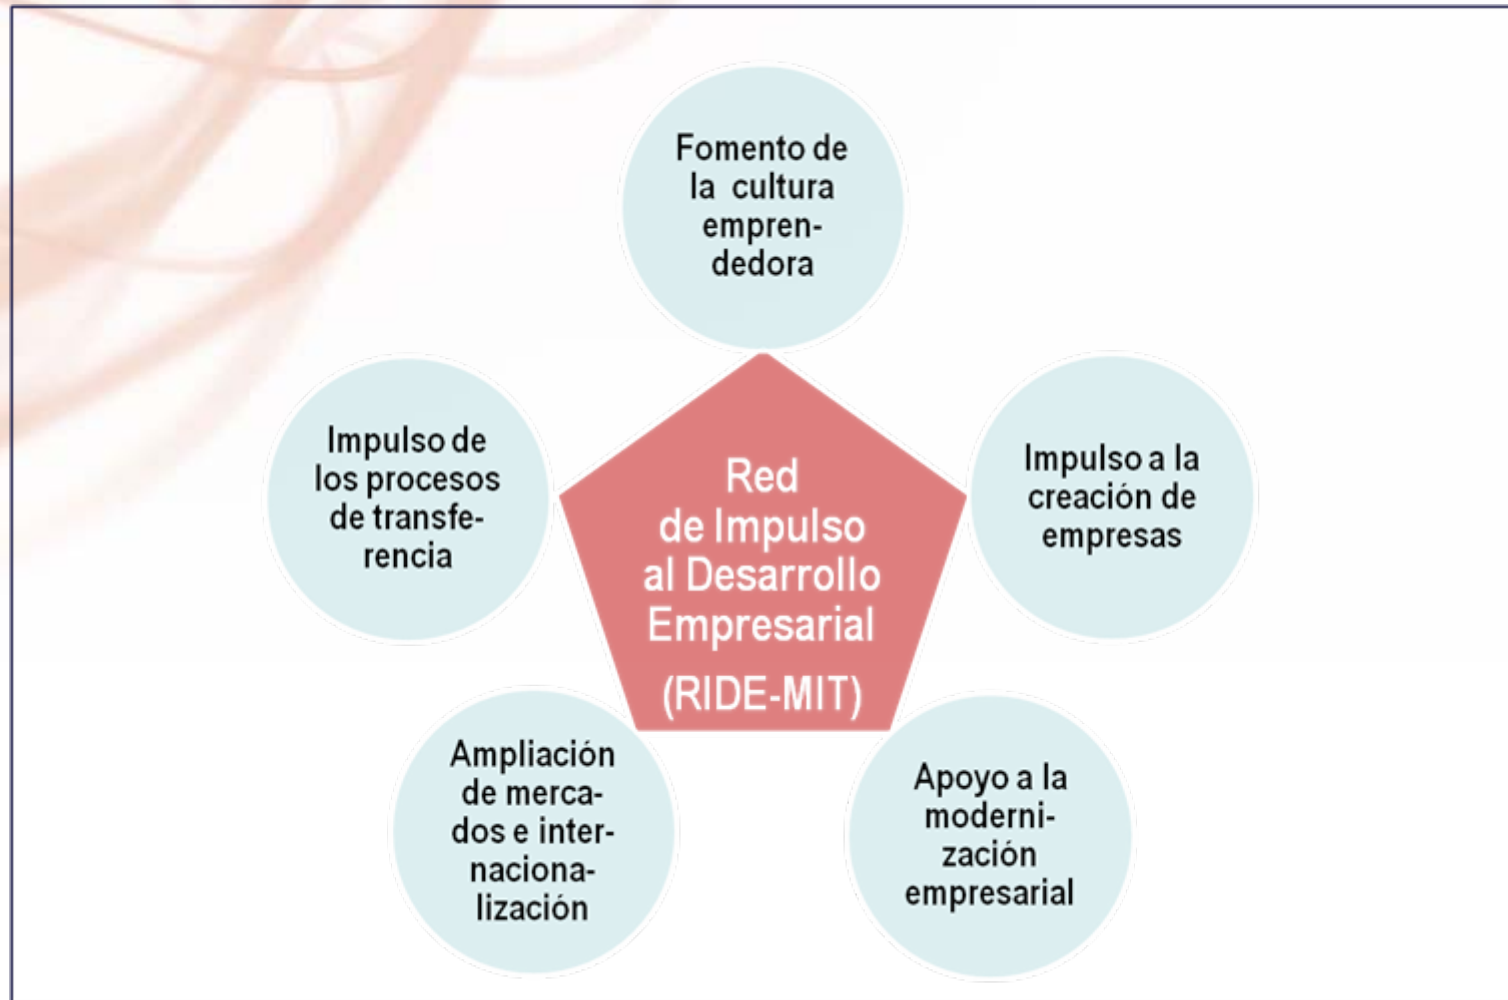 Fomento de
la cultura
empren-
dedora
Impulso de
los procesos
de transfe-
rencia
Red
de Impulso
al Desarrollo
Empresarial
(RIDE-MIT)
Impulso a la
creación de
empresas
Ampliación
de merca-
dos e inter-
naciona-
lización
Apoyo a la
moderni-
zación
empresarial